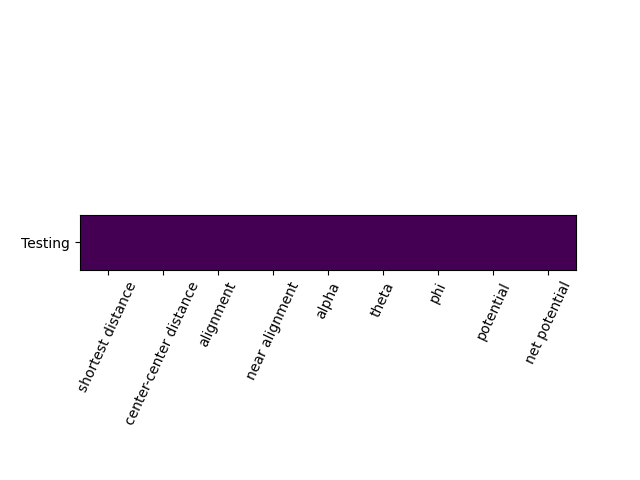 Testing
shortest distance
center-center distance
alignment
near alignment
alpha
theta
phi
potential
net potential